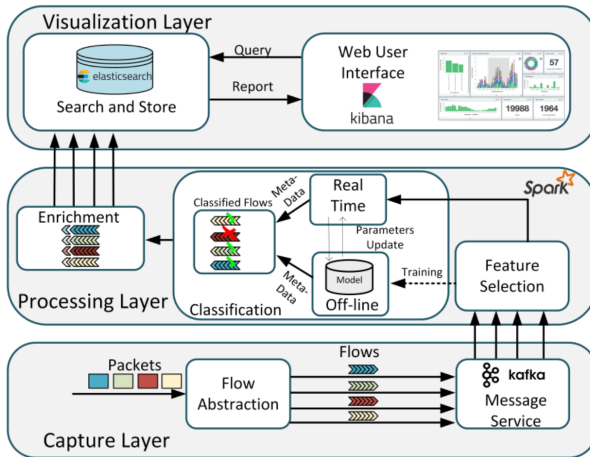 Visualization Layer
elasticsearch
Search and Store
Query
Report
Web User
Interface
kibana
57
19988
1964
Spark
Enrichment
Classified Flows
Meta-
Data
Real
Time
Parameters
Update
Meta-
Data
Model
Off-line
Training
Feature
Selection
Classification
Processing Layer
Packets
Flow
Abstraction
Flows
kafka
Message
Service
Capture Layer